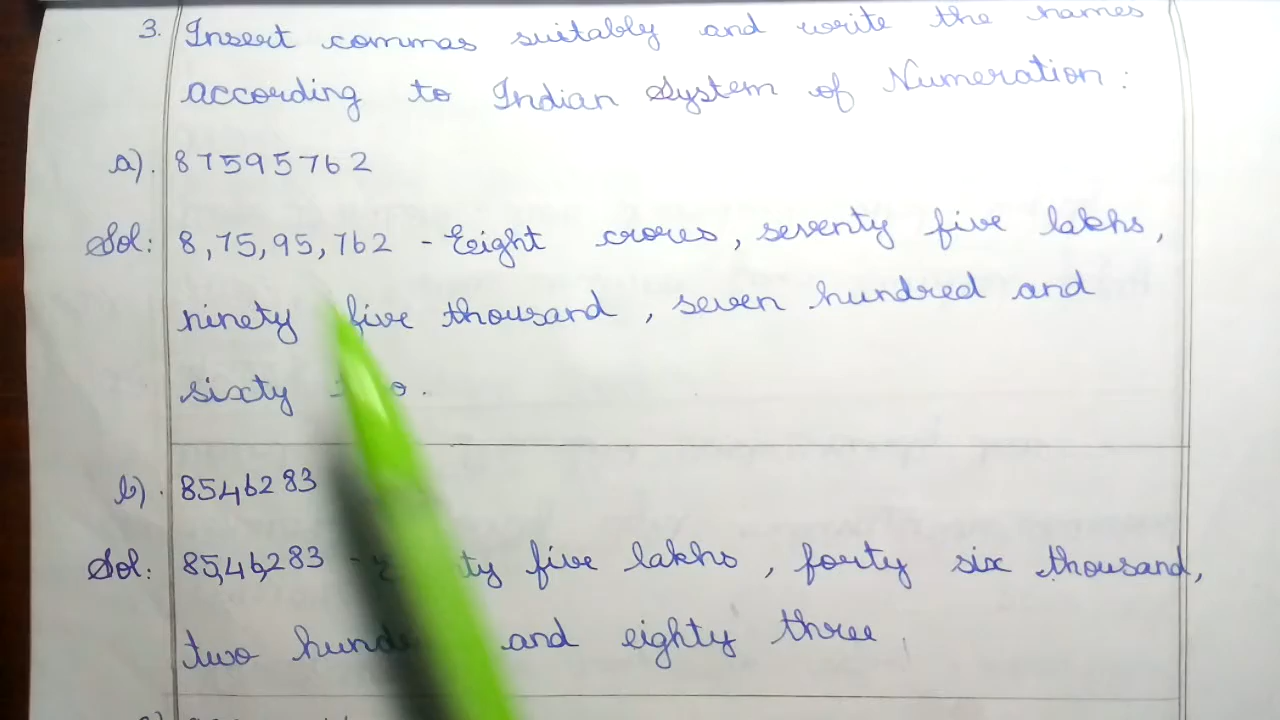 3. Insert commas suitably and write the names
according to Indian System of Numeration:
a). 87595762
Sol: 8,75,95,762 - Eight crores, seventy five lakhs,
ninety five thousand, seven hundred and
sixty
b). 8546283
Sol: 85,46,283 - five lakhs, forty six thousand,
two and eighty three